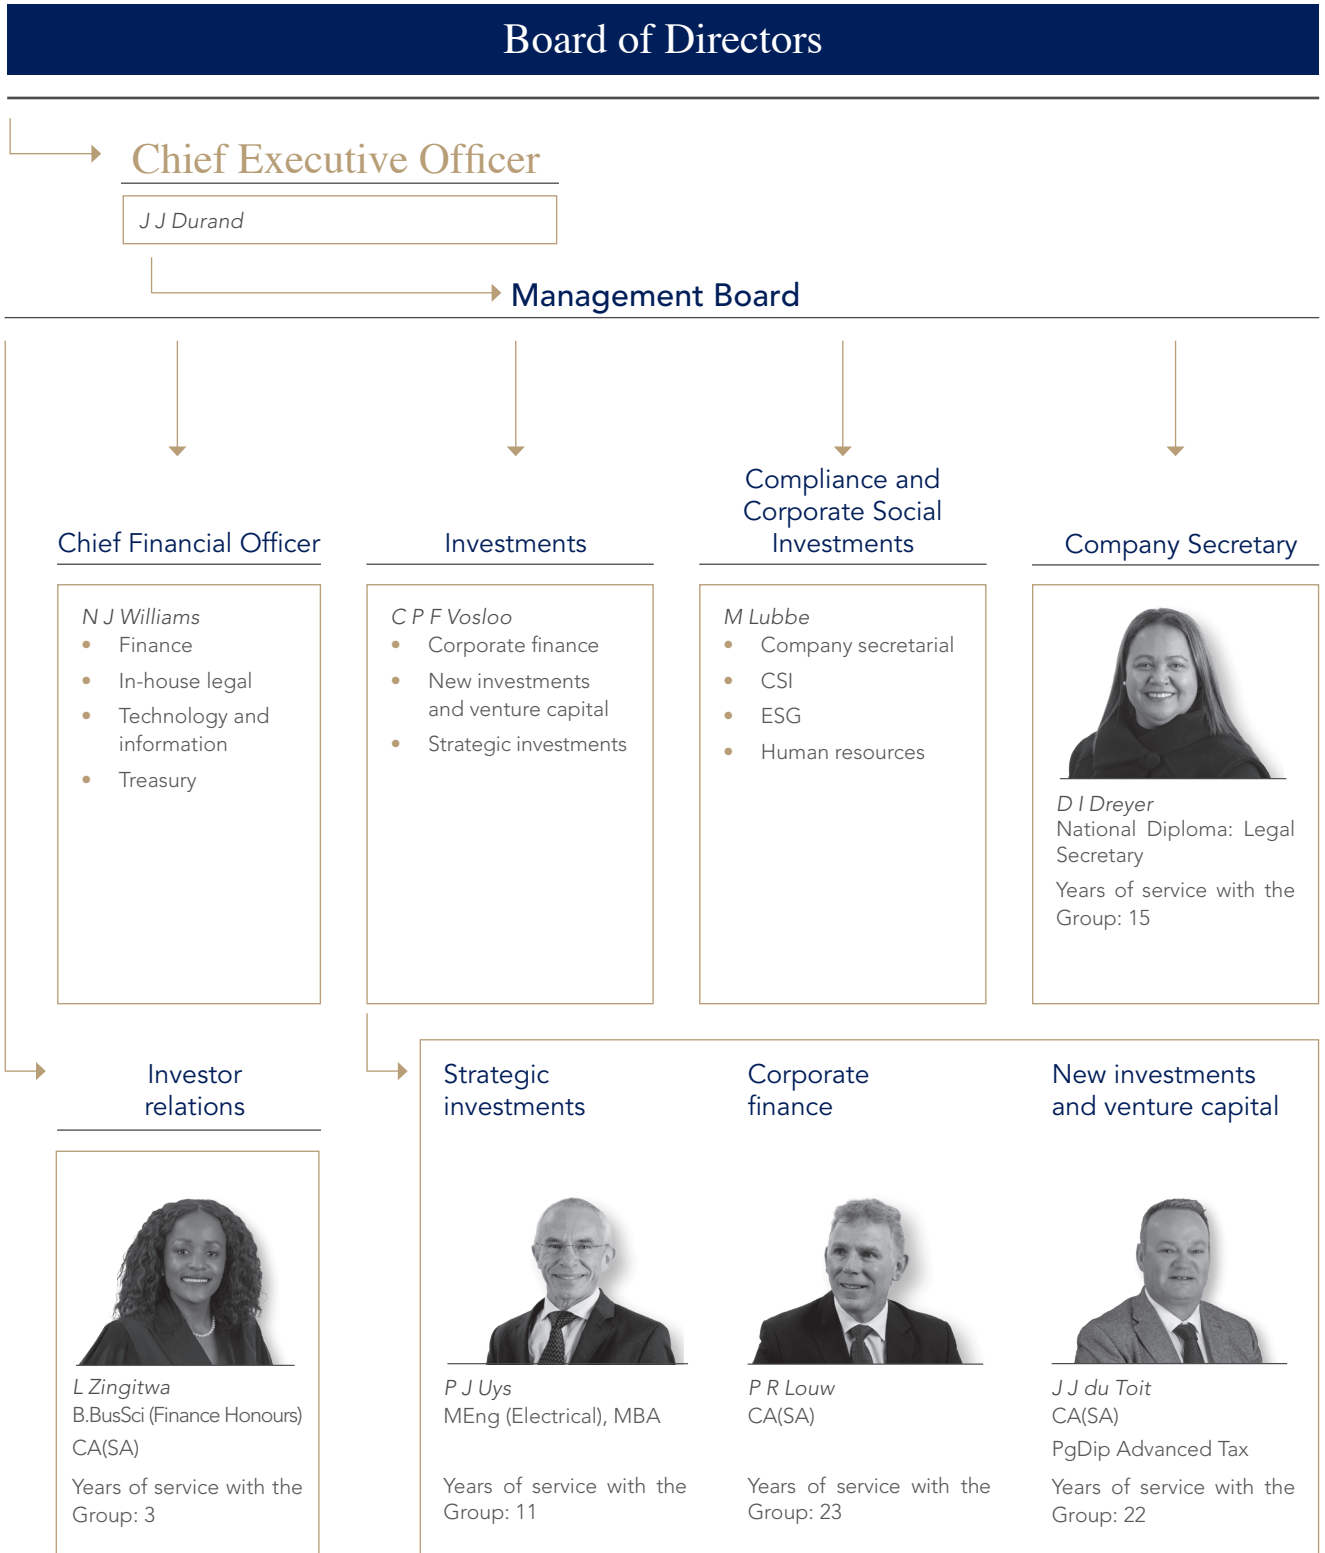 Board of Directors
Chief Executive Officer
J J Durand
Management Board
Chief Financial Officer
N J Williams
• Finance
• In-house legal
• Technology and
information
• Treasury
Investments
C P F Vosloo
• Corporate finance
• New investments
and venture capital
• Strategic investments
Compliance and
Corporate Social
Investments
M Lubbe
• Company secretarial
• CSI
• ESG
• Human resources
Company Secretary
D I Dreyer
National Diploma: Legal
Secretary
Years of service with the
Group: 15
Investor
relations
L Zingitwa
B.BusSci (Finance Honours)
CA(SA)
Years of service with the
Group: 3
Strategic
investments
P J Uys
MEng (Electrical), MBA
Years of service with the
Group: 11
Corporate
finance
P R Louw
CA(SA)
Years of service with the
Group: 23
New investments
and venture capital
J J du Toit
CA(SA)
PgDip Advanced Tax
Years of service with the
Group: 22